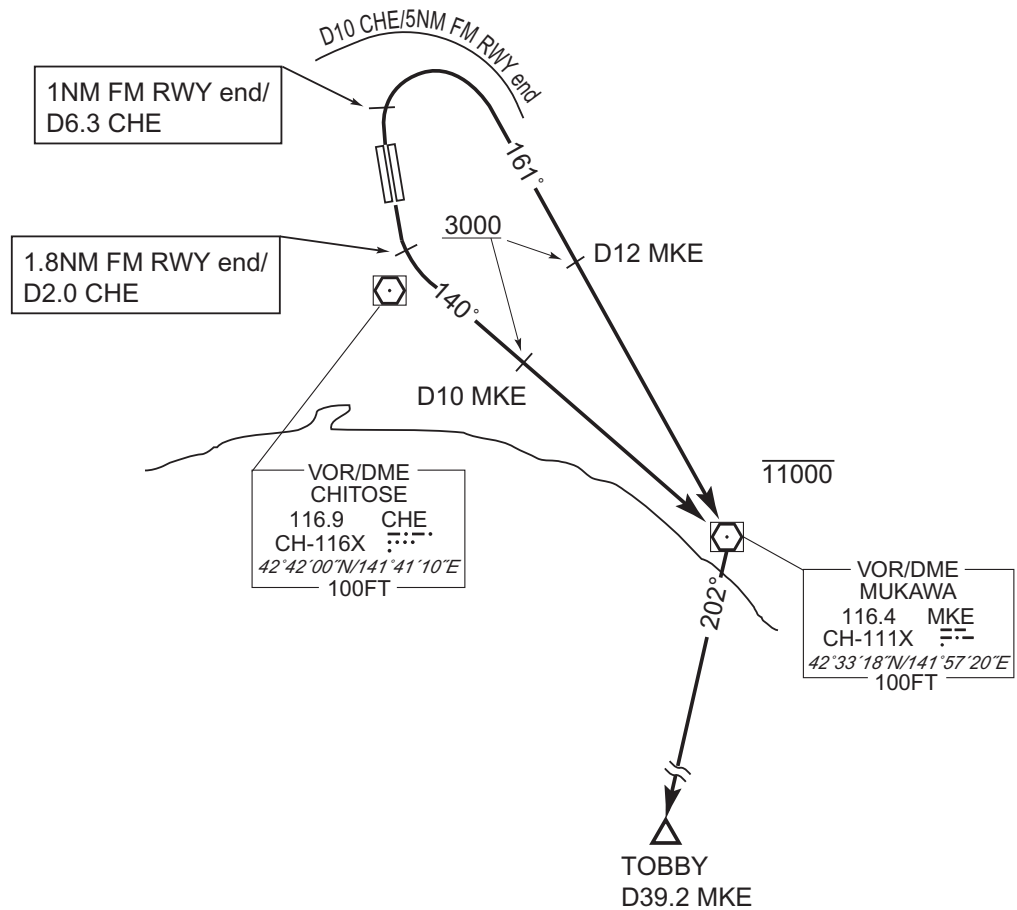 D10 CHE/5NM FM RWY end
1NM FM RWY end/
D6.3 CHE
161°
3000
D12 MKE
1.8NM FM RWY end/
D2.0 CHE
140°
D10 MKE
11000
VOR/DME
CHITOSE
116.9 CHE
CH-116X
42°42´00˝N/141°41´10˝E
100FT
VOR/DME
MUKAWA
116.4 MKE
CH-111X
42°33´18˝N/141°57´20˝E
100FT
202°
TOBBY
D39.2 MKE